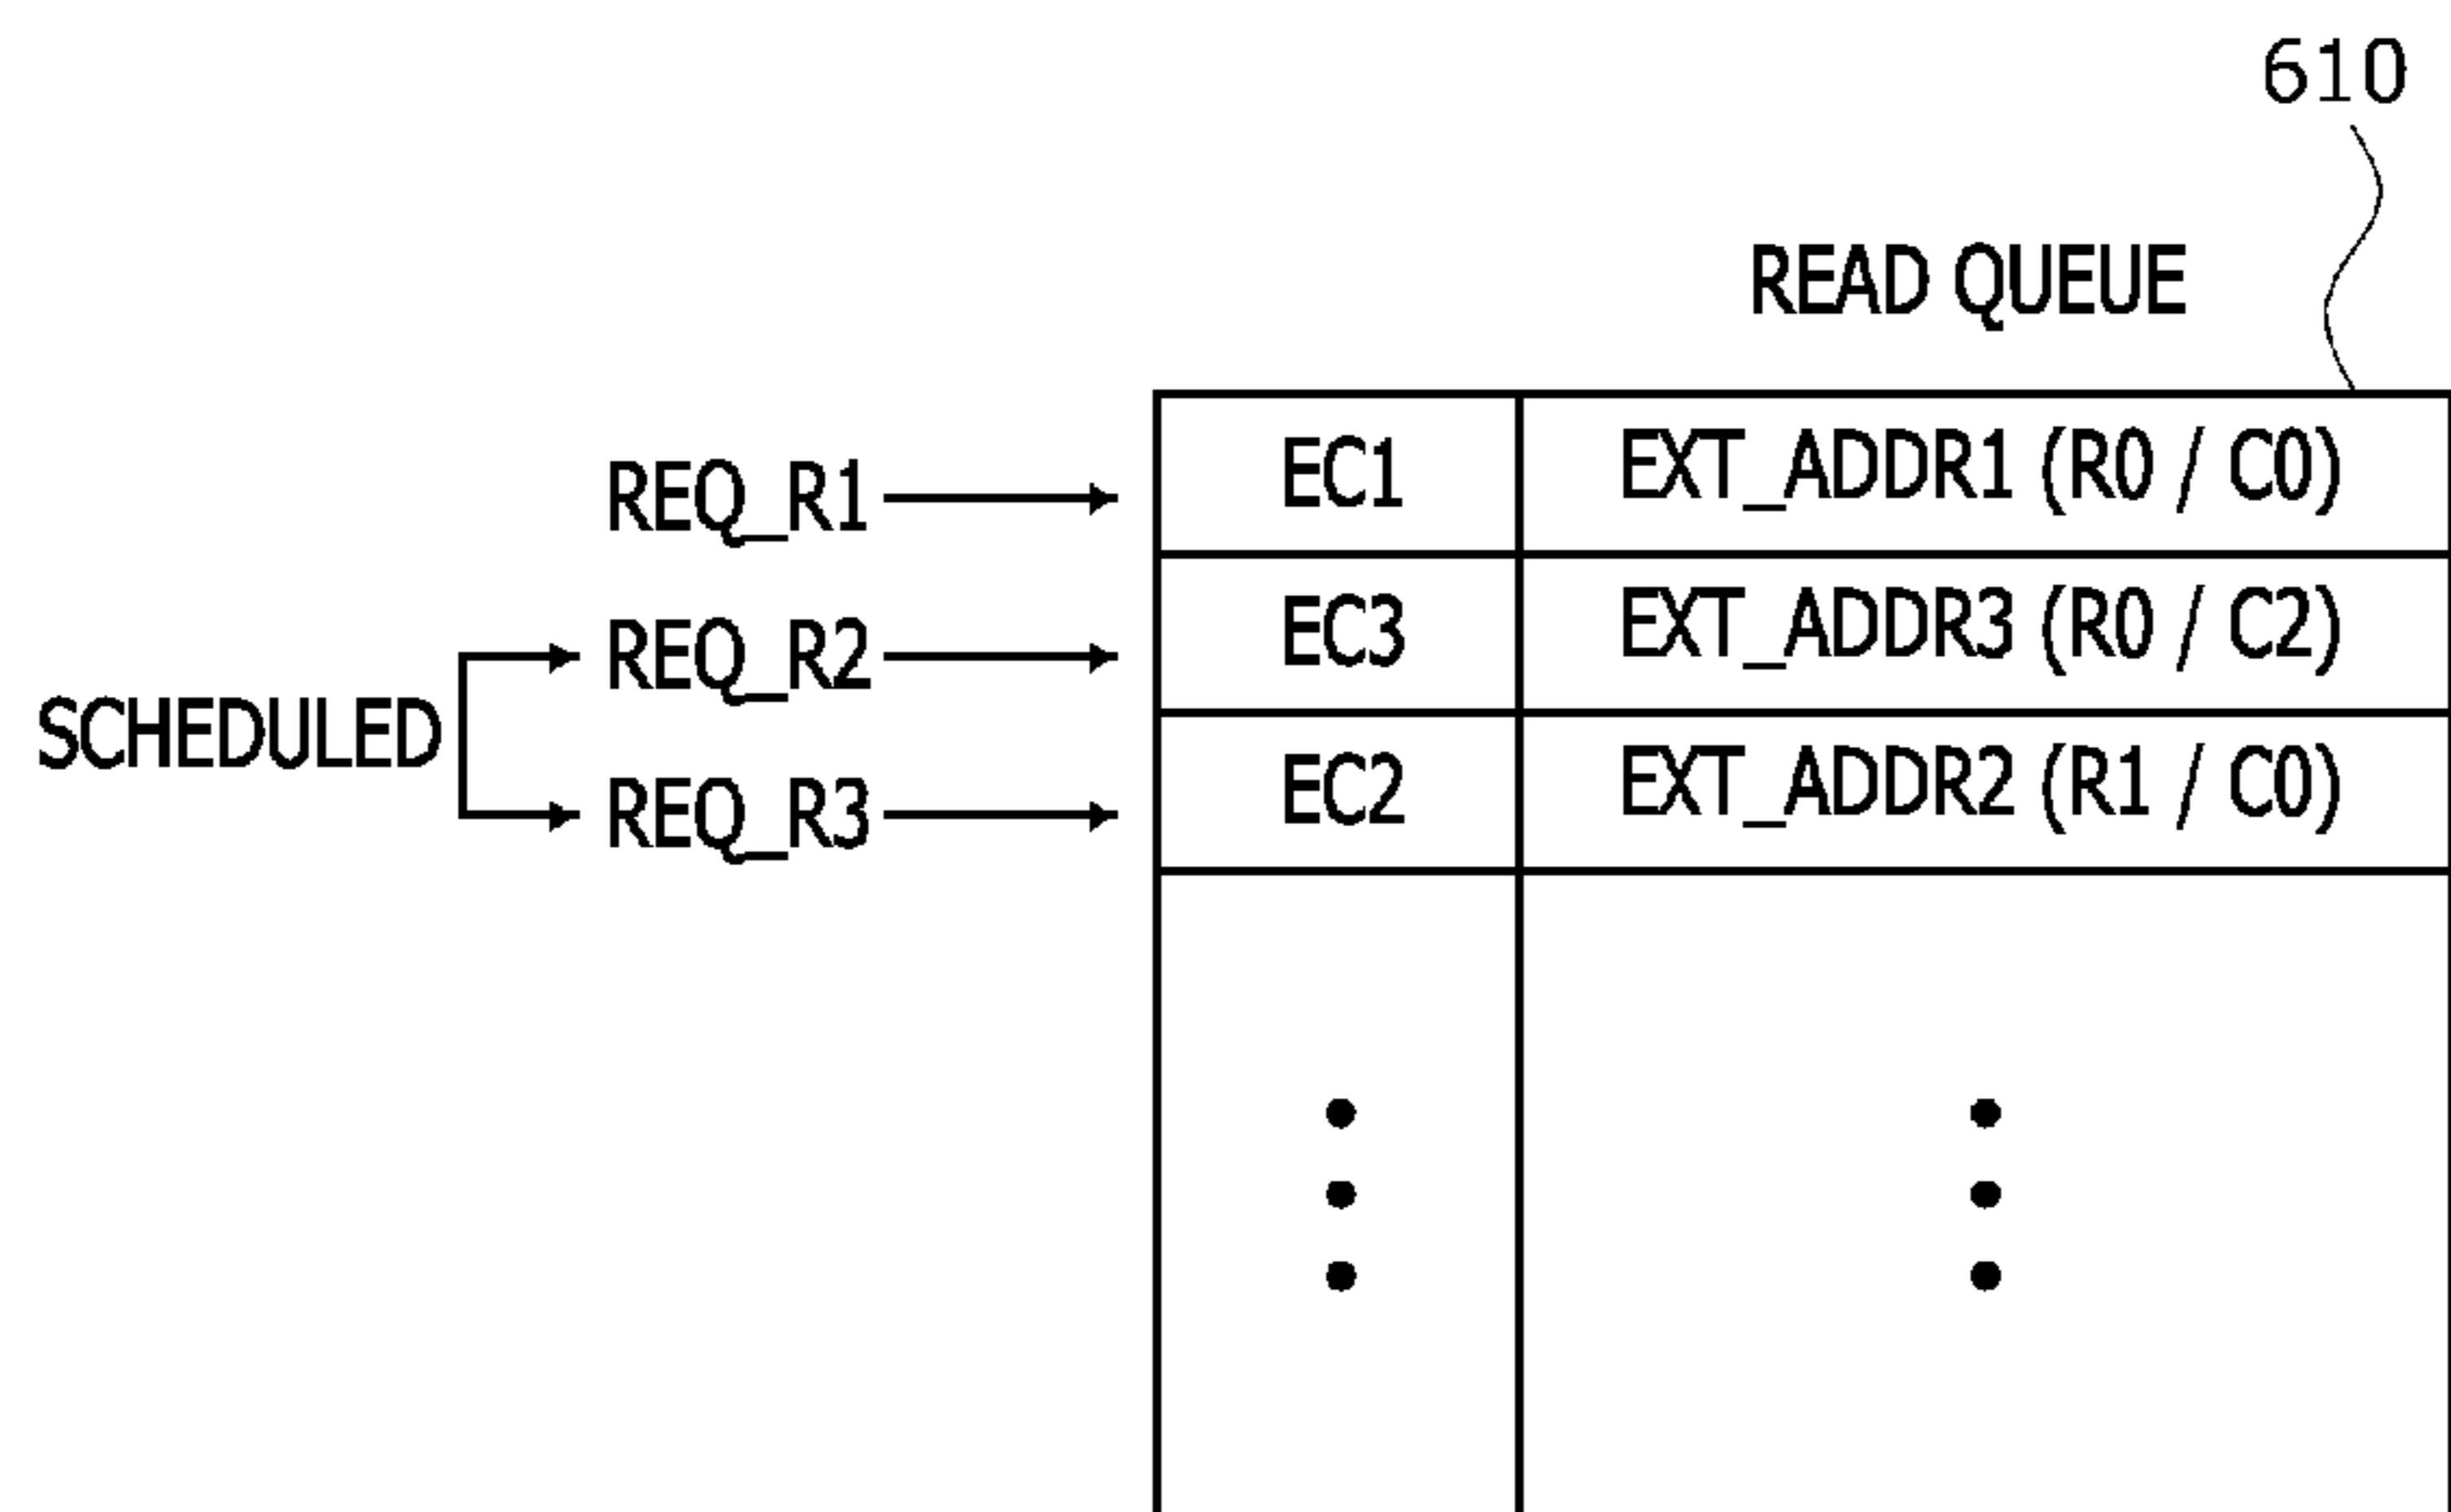 610
READ QUEUE
REQ_R1 EC1 EXT_ADDR1 (R0 / C0)
REQ_R2 EC3 EXT_ADDR3 (R0 / C2)
SCHEDULED
REQ_R3 EC2 EXT_ADDR2 (R1 / C0)